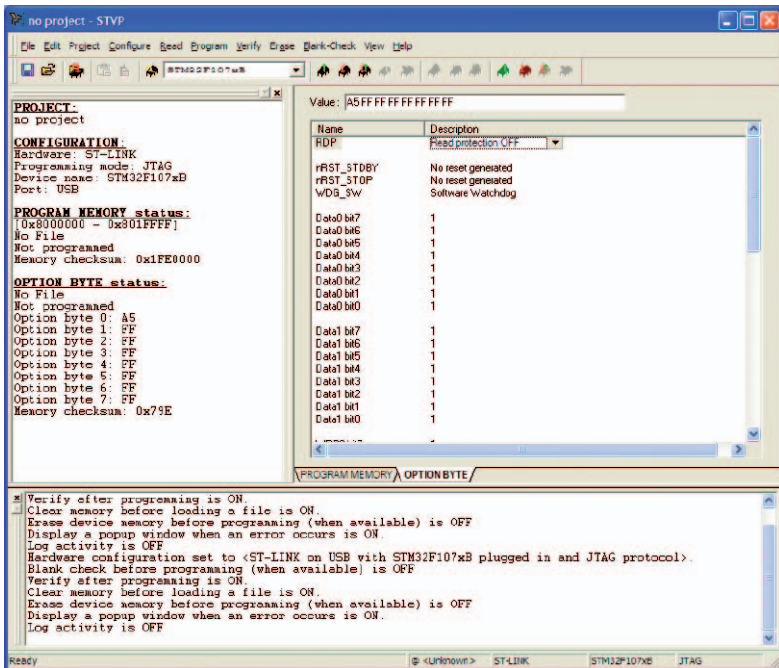 no project - STVP
File Edit Project Configure Read Program Verify Erase Blank-Check View Help
STM32F107xB
PROJECT:
no project
CONFIGURATION:
Hardware: ST-LINK
Programming mode: JTAG
Device name: STM32F107xB
Port: USB
PROGRAM MEMORY status:
[0x8000000 - 0x801FFFF]
No File
Not programmed
Memory checksum: 0x1FE0000
OPTION BYTE status:
No File
Not programmed
Option byte 0: A5
Option byte 1: FF
Option byte 2: FF
Option byte 3: FF
Option byte 4: FF
Option byte 5: FF
Option byte 6: FF
Option byte 7: FF
Memory checksum: 0x79E
Value: A5FFFFFFFFFFFFFF
Name Description
RDP Read protection OFF
nRST_STDBY No reset generated
nRST_STOP No reset generated
WDG_SW Software Watchdog
Data0 bit7 1
Data0 bit6 1
Data0 bit5 1
Data0 bit4 1
Data0 bit3 1
Data0 bit2 1
Data0 bit1 1
Data0 bit0 1
Data1 bit7 1
Data1 bit6 1
Data1 bit5 1
Data1 bit4 1
Data1 bit3 1
Data1 bit2 1
Data1 bit1 1
Data1 bit0 1
PROGRAM MEMORY OPTION BYTE
Verify after programming is ON.
Clear memory before loading a file is ON.
Erase device memory before programming (when available) is OFF
Display a popup window when an error occurs is ON.
Log activity is OFF
Hardware configuration set to <ST-LINK on USB with STM32F107xB plugged in and JTAG protocol>.
Blank check before programming (when available) is OFF
Verify after programming is ON.
Clear memory before loading a file is ON.
Erase device memory before programming (when available) is OFF
Display a popup window when an error occurs is ON.
Log activity is OFF
Ready @ <Unknown> ST-LINK STM32F107xB JTAG